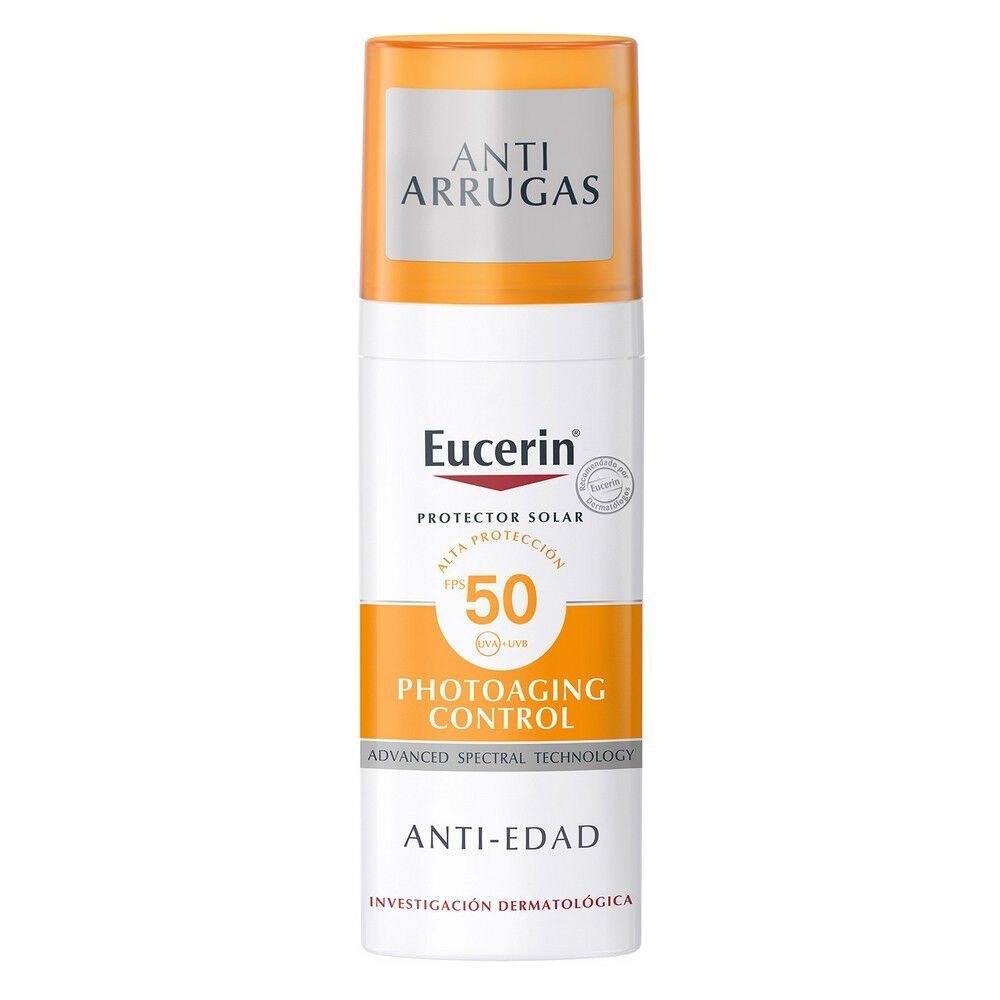 ANTI
ARRUGAS
Eucerin®
Recomendado por
Eucerin
Dermatólogos
PROTECTOR SOLAR
ALTA PROTECCIÓN
FPS 50
UVA+UVB
PHOTOAGING
CONTROL
ADVANCED SPECTRAL TECHNOLOGY
ANTI-EDAD
INVESTIGACIÓN DERMATOLÓGICA